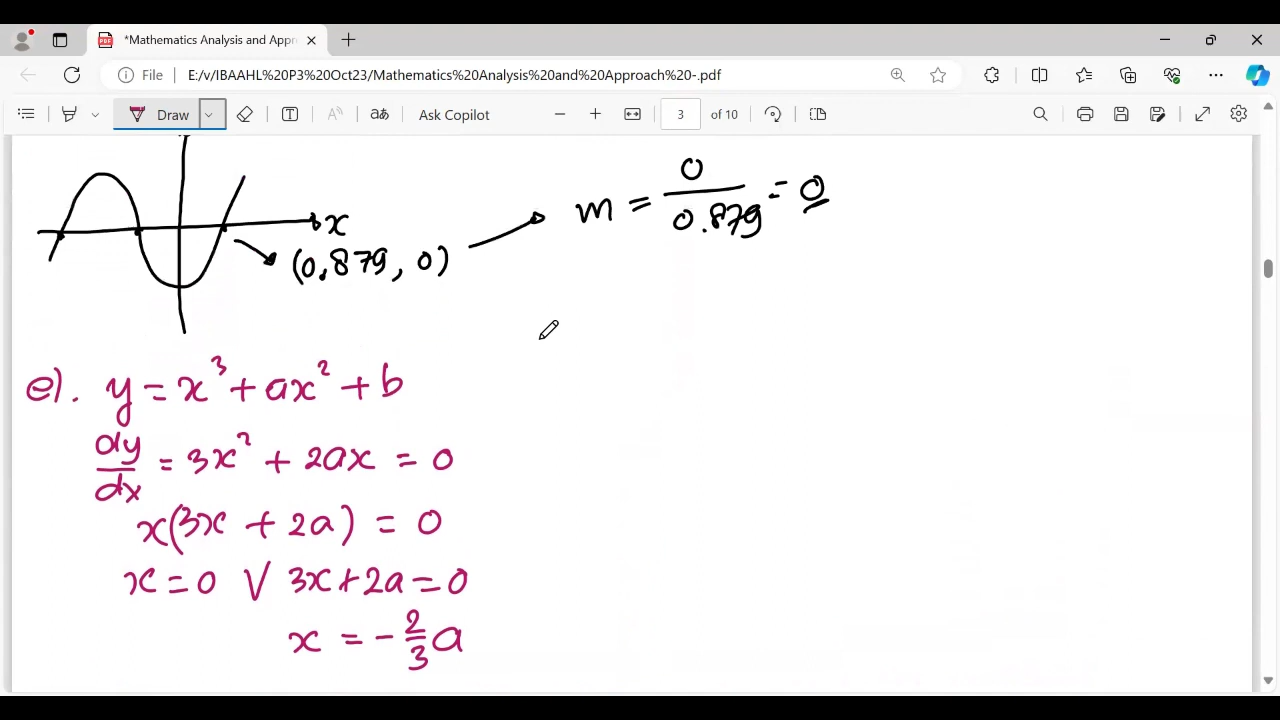 *Mathematics Analysis and Appr
File E:/v/IBAAHL%20P3%20Oct23/Mathematics%20Analysis%20and%20Approach%20-.pdf
Draw Ask Copilot 3 of 10
x
(0,879, 0)
m = 0/0.879 = 0
e). y = x³ + ax² + b
dy/dx = 3x² + 2ax = 0
x(3x + 2a) = 0
x = 0 V 3x + 2a = 0
x = -2/3 a